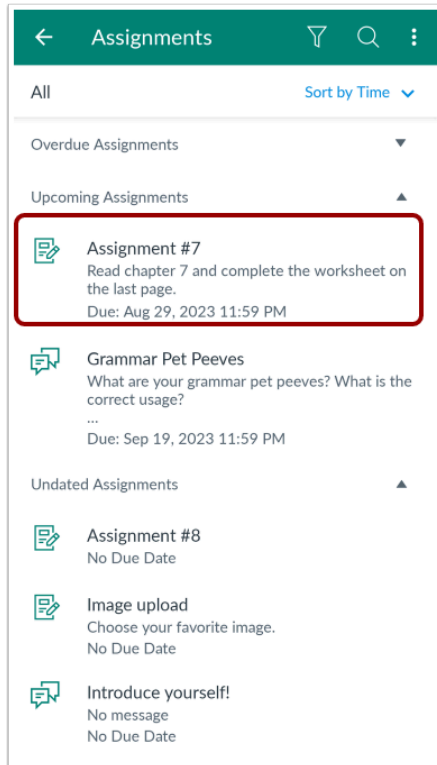 Assignments
All
Sort by Time
Overdue Assignments
Upcoming Assignments
Assignment #7
Read chapter 7 and complete the worksheet on
the last page.
Due: Aug 29, 2023 11:59 PM
Grammar Pet Peeves
What are your grammar pet peeves? What is the
correct usage?
...
Due: Sep 19, 2023 11:59 PM
Undated Assignments
Assignment #8
No Due Date
Image upload
Choose your favorite image.
No Due Date
Introduce yourself!
No message
No Due Date